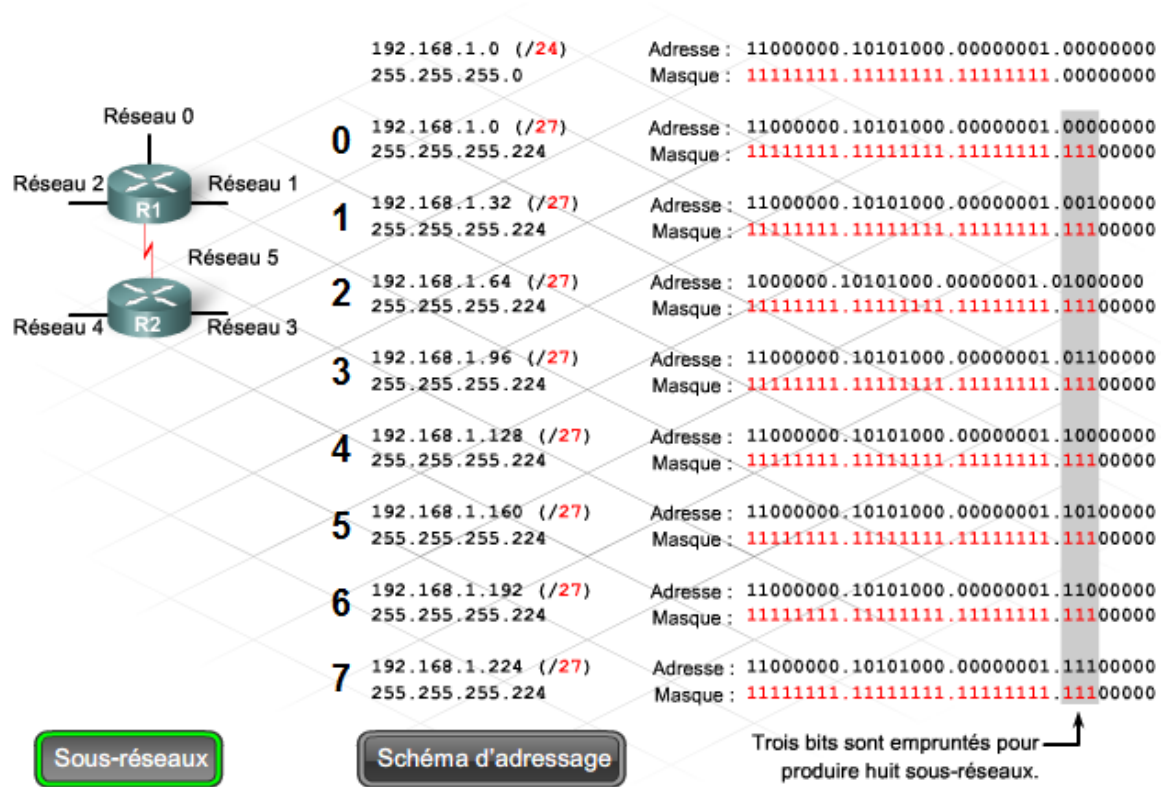 192.168.1.0 (/24) Adresse : 11000000.10101000.00000001.00000000
255.255.255.0 Masque : 11111111.11111111.11111111.00000000
Réseau 0
Réseau 2 Réseau 1
R1
Réseau 5
Réseau 4 R2 Réseau 3
0 192.168.1.0 (/27) Adresse : 11000000.10101000.00000001.00000000
255.255.255.224 Masque : 11111111.11111111.11111111.11100000
1 192.168.1.32 (/27) Adresse : 11000000.10101000.00000001.00100000
255.255.255.224 Masque : 11111111.11111111.11111111.11100000
2 192.168.1.64 (/27) Adresse : 1000000.10101000.00000001.01000000
255.255.255.224 Masque : 11111111.11111111.11111111.11100000
3 192.168.1.96 (/27) Adresse : 11000000.10101000.00000001.01100000
255.255.255.224 Masque : 11111111.11111111.11111111.11100000
4 192.168.1.128 (/27) Adresse : 11000000.10101000.00000001.10000000
255.255.255.224 Masque : 11111111.11111111.11111111.11100000
5 192.168.1.160 (/27) Adresse : 11000000.10101000.00000001.10100000
255.255.255.224 Masque : 11111111.11111111.11111111.11100000
6 192.168.1.192 (/27) Adresse : 11000000.10101000.00000001.11000000
255.255.255.224 Masque : 11111111.11111111.11111111.11100000
7 192.168.1.224 (/27) Adresse : 11000000.10101000.00000001.11100000
255.255.255.224 Masque : 11111111.11111111.11111111.11100000
Sous-réseaux
Schéma d'adressage
Trois bits sont empruntés pour
produire huit sous-réseaux.